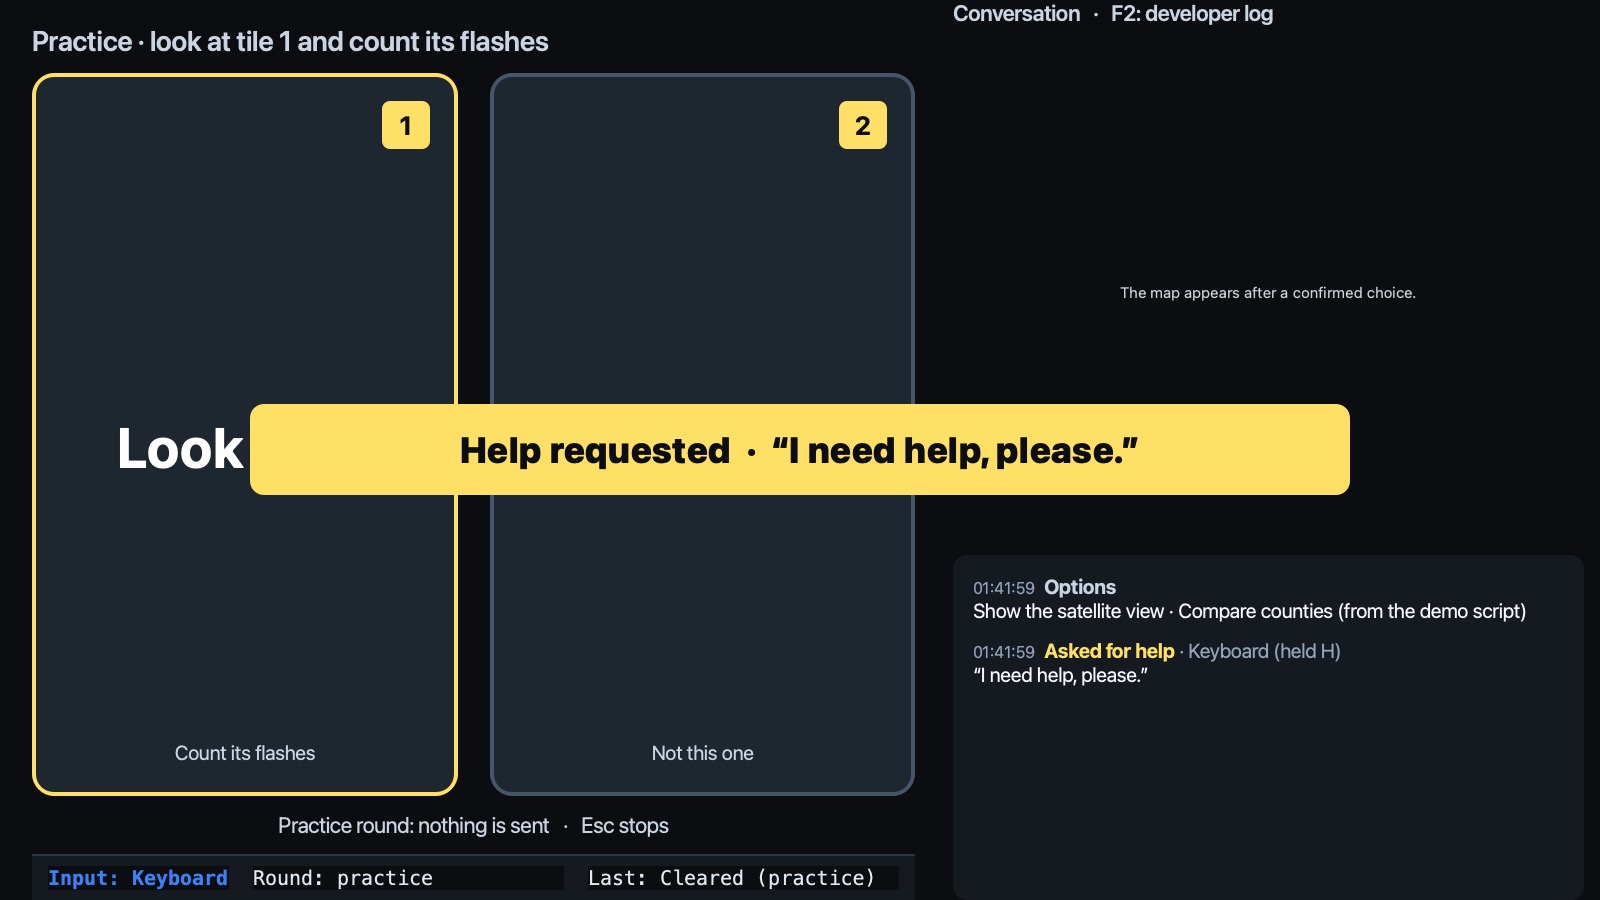 Conversation · F2: developer log
Practice · look at tile 1 and count its flashes
1
2
The map appears after a confirmed choice.
Look
Help requested · “I need help, please.”
01:41:59 Options
Show the satellite view · Compare counties (from the demo script)
01:41:59 Asked for help · Keyboard (held H)
“I need help, please.”
Count its flashes
Not this one
Practice round: nothing is sent · Esc stops
Input: Keyboard Round: practice Last: Cleared (practice)